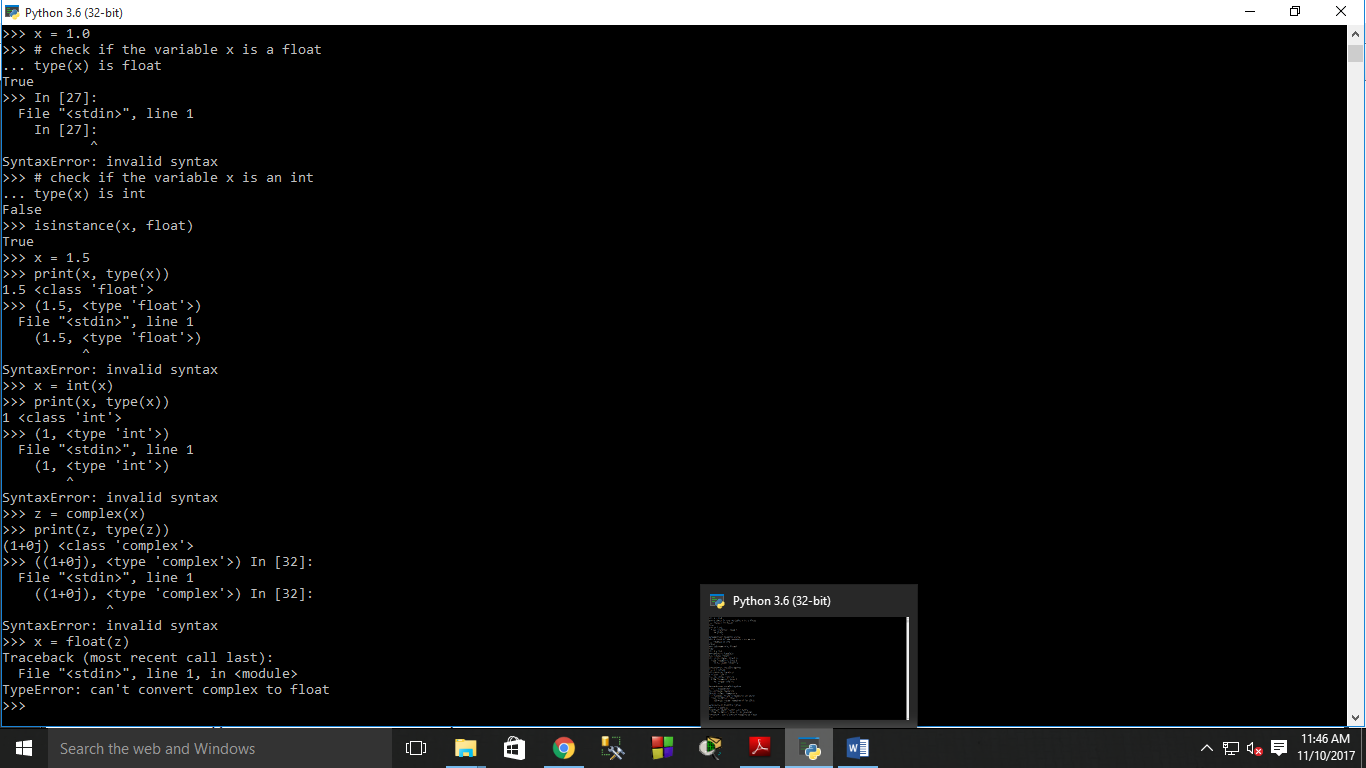 Python 3.6 (32-bit)
>>> x = 1.0
>>> # check if the variable x is a float
... type(x) is float
True
>>> In [27]:
  File "<stdin>", line 1
    In [27]:
           ^
SyntaxError: invalid syntax
>>> # check if the variable x is an int
... type(x) is int
False
>>> isinstance(x, float)
True
>>> x = 1.5
>>> print(x, type(x))
1.5 <class 'float'>
>>> (1.5, <type 'float'>)
  File "<stdin>", line 1
    (1.5, <type 'float'>)
          ^
SyntaxError: invalid syntax
>>> x = int(x)
>>> print(x, type(x))
1 <class 'int'>
>>> (1, <type 'int'>)
  File "<stdin>", line 1
    (1, <type 'int'>)
        ^
SyntaxError: invalid syntax
>>> z = complex(x)
>>> print(z, type(z))
(1+0j) <class 'complex'>
>>> ((1+0j), <type 'complex'>) In [32]:
  File "<stdin>", line 1
    ((1+0j), <type 'complex'>) In [32]:
             ^
SyntaxError: invalid syntax
>>> x = float(z)
Traceback (most recent call last):
  File "<stdin>", line 1, in <module>
TypeError: can't convert complex to float
>>>
Python 3.6 (32-bit)
Search the web and Windows
11:46 AM
11/10/2017